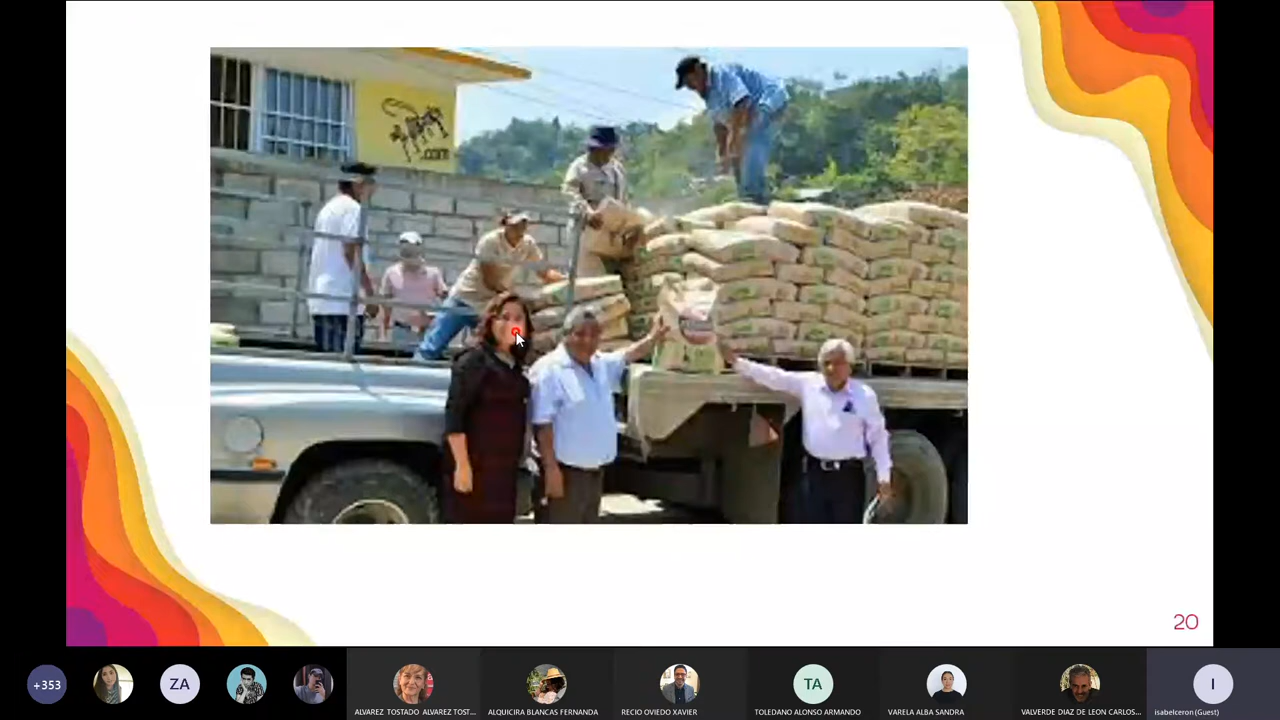 .com
20
+353
ZA
TA
I
ALVAREZ TOSTADO ALVAREZ TOST...
ALQUICIRA BLANCAS FERNANDA
RECIO OVIEDO XAVIER
TOLEDANO ALONSO ARMANDO
VARELA ALBA SANDRA
VALVERDE DIAZ DE LEON CARLOS...
isabelceron (Guest)